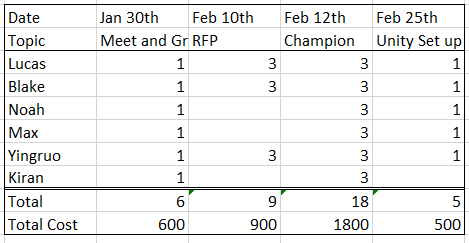 Date Jan 30th Feb 10th Feb 12th Feb 25th
Topic Meet and Gr RFP Champion Unity Set up
Lucas 1 3 3 1
Blake 1 3 3 1
Noah 1 3 1
Max 1 3 1
Yingruo 1 3 3 1
Kiran 1 3
Total 6 9 18 5
Total Cost 600 900 1800 500